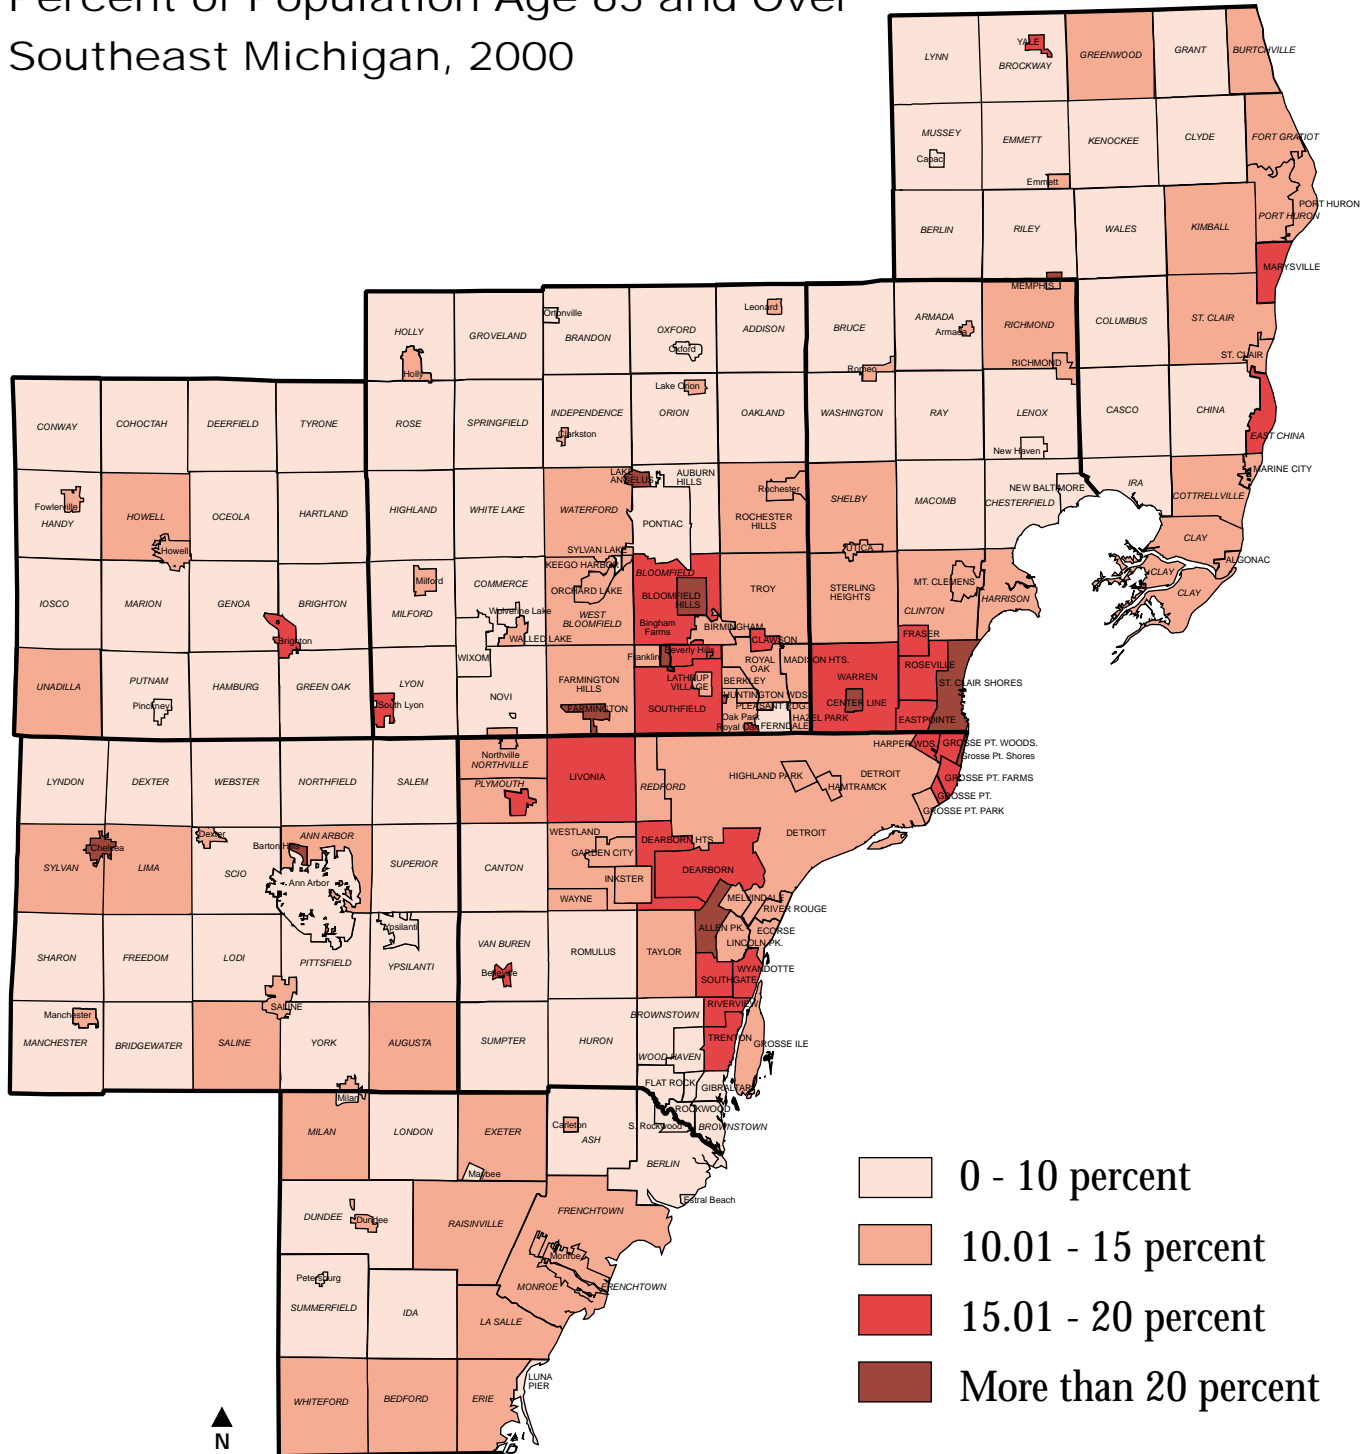 Percent of Population Age 65 and Over
Southeast Michigan, 2000
LYNN
YALE
BROCKWAY
GREENWOOD
GRANT
BURTCHVILLE
MUSSEY
Capac
EMMETT
Emmett
KENOCKEE
CLYDE
FORT GRATIOT
PORT HURON
PORT HURON
BERLIN
RILEY
WALES
KIMBALL
MARYSVILLE
MEMPHIS
HOLLY
Holly
GROVELAND
Ortonville
BRANDON
OXFORD
Oxford
Leonard
ADDISON
BRUCE
Romeo
ARMADA
Armada
RICHMOND
RICHMOND
COLUMBUS
ST. CLAIR
ST. CLAIR
CONWAY
COHOCTAH
DEERFIELD
TYRONE
ROSE
SPRINGFIELD
INDEPENDENCE
Clarkston
Lake Orion
ORION
OAKLAND
WASHINGTON
RAY
LENOX
New Haven
CASCO
CHINA
EAST CHINA
MARINE CITY
Fowlerville
HANDY
HOWELL
Howell
OCEOLA
HARTLAND
HIGHLAND
WHITE LAKE
WATERFORD
LAKE
ANGELUS
AUBURN
HILLS
PONTIAC
Rochester
ROCHESTER
HILLS
SHELBY
UTICA
MACOMB
NEW BALTIMORE
CHESTERFIELD
IRA
COTTRELLVILLE
CLAY
CLAY
CLAY
ALGONAC
IOSCO
MARION
GENOA
BRIGHTON
Brighton
Milford
MILFORD
COMMERCE
Wolverine Lake
WALLED LAKE
SYLVAN LAKE
KEEGO HARBOR
ORCHARD LAKE
WEST
BLOOMFIELD
BLOOMFIELD
BLOOMFIELD
HILLS
Bingham
Farms
TROY
BIRMINGHAM
CLAWSON
STERLING
HEIGHTS
MT. CLEMENS
CLINTON
HARRISON
FRASER
ROSEVILLE
ST. CLAIR SHORES
UNADILLA
PUTNAM
Pinckney
HAMBURG
GREEN OAK
LYON
South Lyon
WIXOM
NOVI
FARMINGTON
HILLS
FARMINGTON
Franklin
Beverly Hills
LATHRUP
VILLAGE
SOUTHFIELD
ROYAL
OAK
BERKLEY
MADISON HTS.
HUNTINGTON WDS.
PLEASANT RDG.
Oak Park
Royal Oak
FERNDALE
HAZEL PARK
WARREN
CENTER LINE
EASTPOINTE
HARPER WDS.
GROSSE PT. WOODS.
Grosse Pt. Shores
GROSSE PT. FARMS
GROSSE PT.
GROSSE PT. PARK
LYNDON
DEXTER
WEBSTER
NORTHFIELD
SALEM
Northville
NORTHVILLE
PLYMOUTH
LIVONIA
REDFORD
HIGHLAND PARK
HAMTRAMCK
DETROIT
DETROIT
SYLVAN
Chelsea
LIMA
Dexter
SCIO
Barton Hills
ANN ARBOR
Ann Arbor
SUPERIOR
CANTON
WESTLAND
GARDEN CITY
INKSTER
WAYNE
DEARBORN HTS.
DEARBORN
MELVINDALE
RIVER ROUGE
ALLEN PK.
ECORSE
LINCOLN PK.
SHARON
FREEDOM
LODI
PITTSFIELD
SALINE
Ypsilanti
YPSILANTI
VAN BUREN
Belleville
ROMULUS
TAYLOR
WYANDOTTE
SOUTHGATE
RIVERVIEW
TRENTON
GROSSE ILE
Manchester
MANCHESTER
BRIDGEWATER
SALINE
YORK
AUGUSTA
SUMPTER
HURON
BROWNSTOWN
WOODHAVEN
FLAT ROCK
GIBRALTAR
ROCKWOOD
S. Rockwood
BROWNSTOWN
Milan
MILAN
LONDON
EXETER
Maybee
Carleton
ASH
BERLIN
Estral Beach
DUNDEE
Dundee
RAISINVILLE
FRENCHTOWN
Monroe
MONROE
FRENCHTOWN
Petersburg
SUMMERFIELD
IDA
LA SALLE
WHITEFORD
BEDFORD
ERIE
LUNA
PIER
N
0 - 10 percent
10.01 - 15 percent
15.01 - 20 percent
More than 20 percent